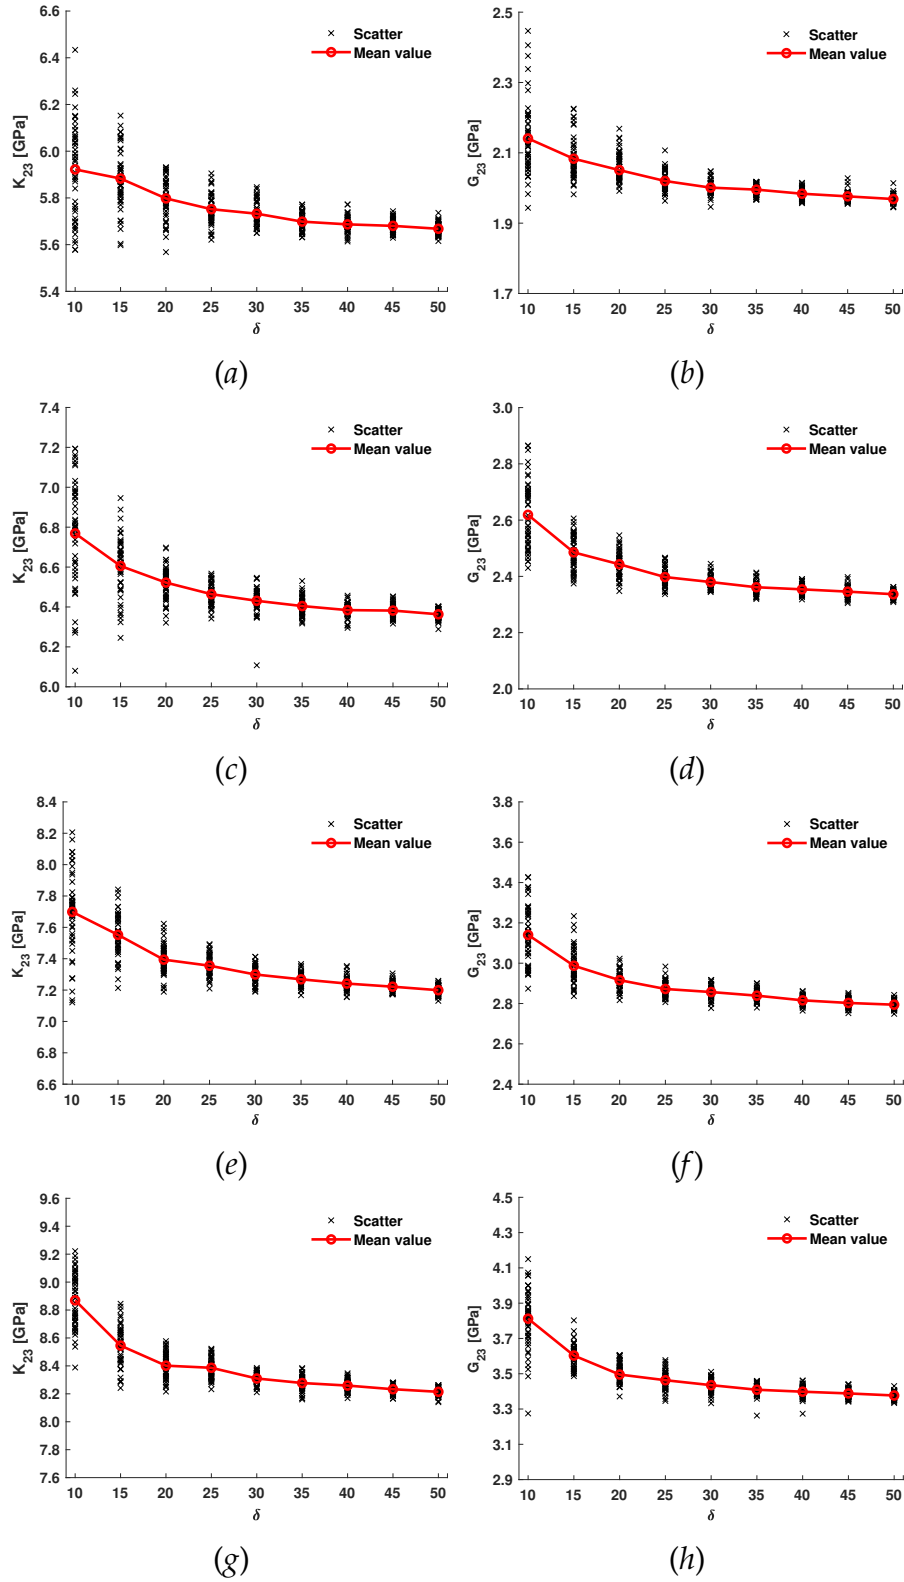 6.6
6.4
6.2
6.0
5.8
5.6
5.4
K23 [GPa]
Scatter
Mean value
10 15 20 25 30 35 40 45 50
δ
(a)
2.5
2.3
2.1
1.9
1.7
G23 [GPa]
Scatter
Mean value
10 15 20 25 30 35 40 45 50
δ
(b)
7.4
7.2
7.0
6.8
6.6
6.4
6.2
6.0
K23 [GPa]
Scatter
Mean value
10 15 20 25 30 35 40 45 50
δ
(c)
3.0
2.8
2.6
2.4
2.2
2.0
G23 [GPa]
Scatter
Mean value
10 15 20 25 30 35 40 45 50
δ
(d)
8.4
8.2
8.0
7.8
7.6
7.4
7.2
7.0
6.8
6.6
K23 [GPa]
Scatter
Mean value
10 15 20 25 30 35 40 45 50
δ
(e)
3.8
3.6
3.4
3.2
3.0
2.8
2.6
2.4
G23 [GPa]
Scatter
Mean value
10 15 20 25 30 35 40 45 50
δ
(f)
9.6
9.4
9.2
9.0
8.8
8.6
8.4
8.2
8.0
7.8
7.6
K23 [GPa]
Scatter
Mean value
10 15 20 25 30 35 40 45 50
δ
(g)
4.5
4.3
4.1
3.9
3.7
3.5
3.3
3.1
2.9
G23 [GPa]
Scatter
Mean value
10 15 20 25 30 35 40 45 50
δ
(h)